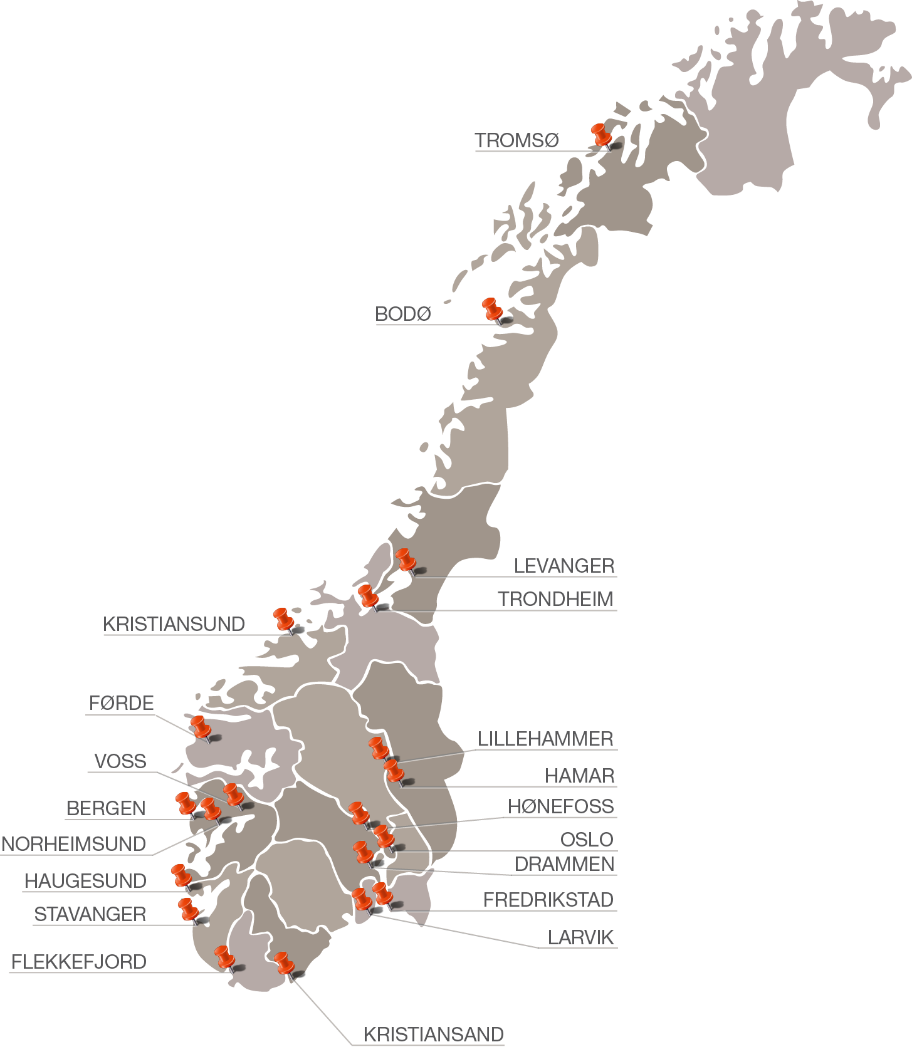 TROMSØ
BODØ
LEVANGER
TRONDHEIM
KRISTIANSUND
FØRDE
LILLEHAMMER
VOSS
HAMAR
BERGEN
HØNEFOSS
NORHEIMSUND
OSLO
DRAMMEN
HAUGESUND
FREDRIKSTAD
STAVANGER
LARVIK
FLEKKEFJORD
KRISTIANSAND